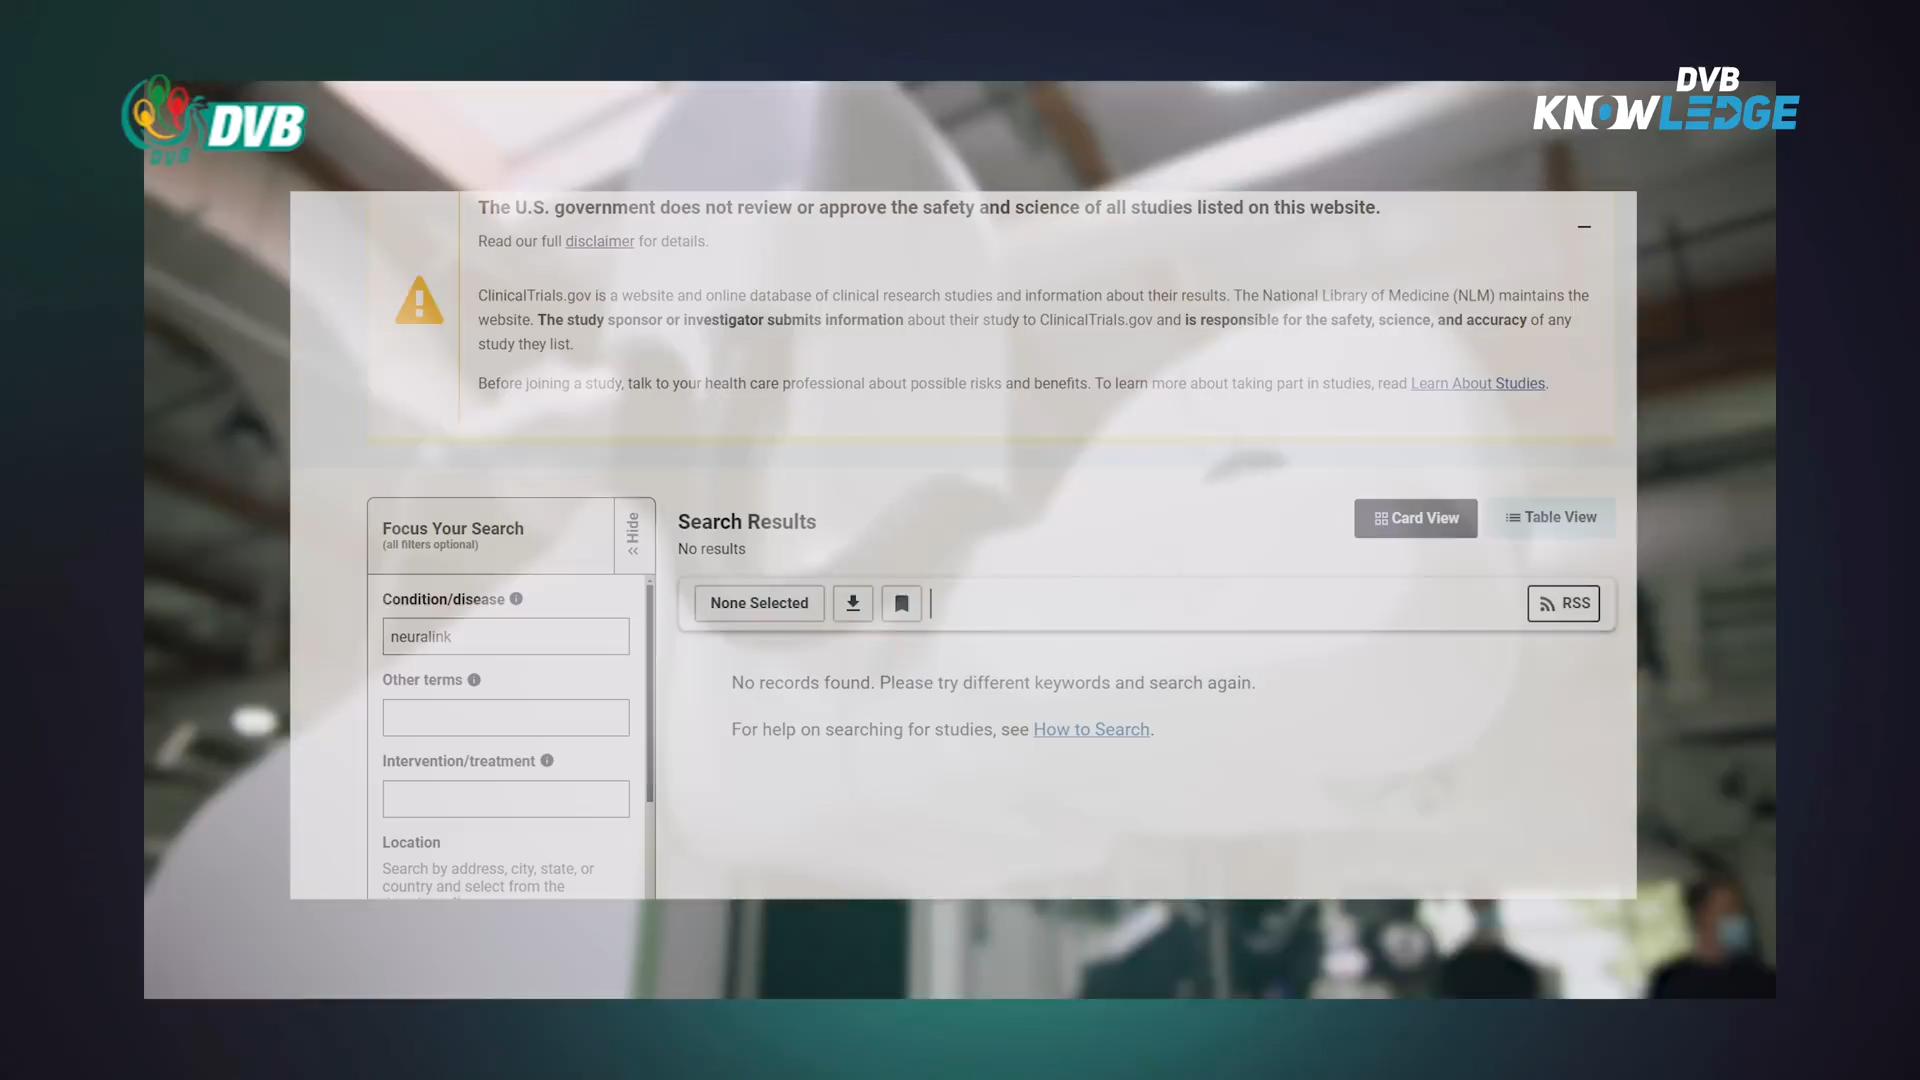 DVB
DVB
DVB
KNOWLEDGE
The U.S. government does not review or approve the safety and science of all studies listed on this website.
Read our full disclaimer for details.
ClinicalTrials.gov is a website and online database of clinical research studies and information about their results. The National Library of Medicine (NLM) maintains the
website. The study sponsor or investigator submits information about their study to ClinicalTrials.gov and is responsible for the safety, science, and accuracy of any
study they list.
Before joining a study, talk to your health care professional about possible risks and benefits. To learn more about taking part in studies, read Learn About Studies.
Focus Your Search
(all filters optional)
Hide
Search Results
No results
Card View
Table View
None Selected
RSS
Condition/disease
neuralink
Other terms
Intervention/treatment
Location
Search by address, city, state, or
country and select from the
No records found. Please try different keywords and search again.
For help on searching for studies, see How to Search.